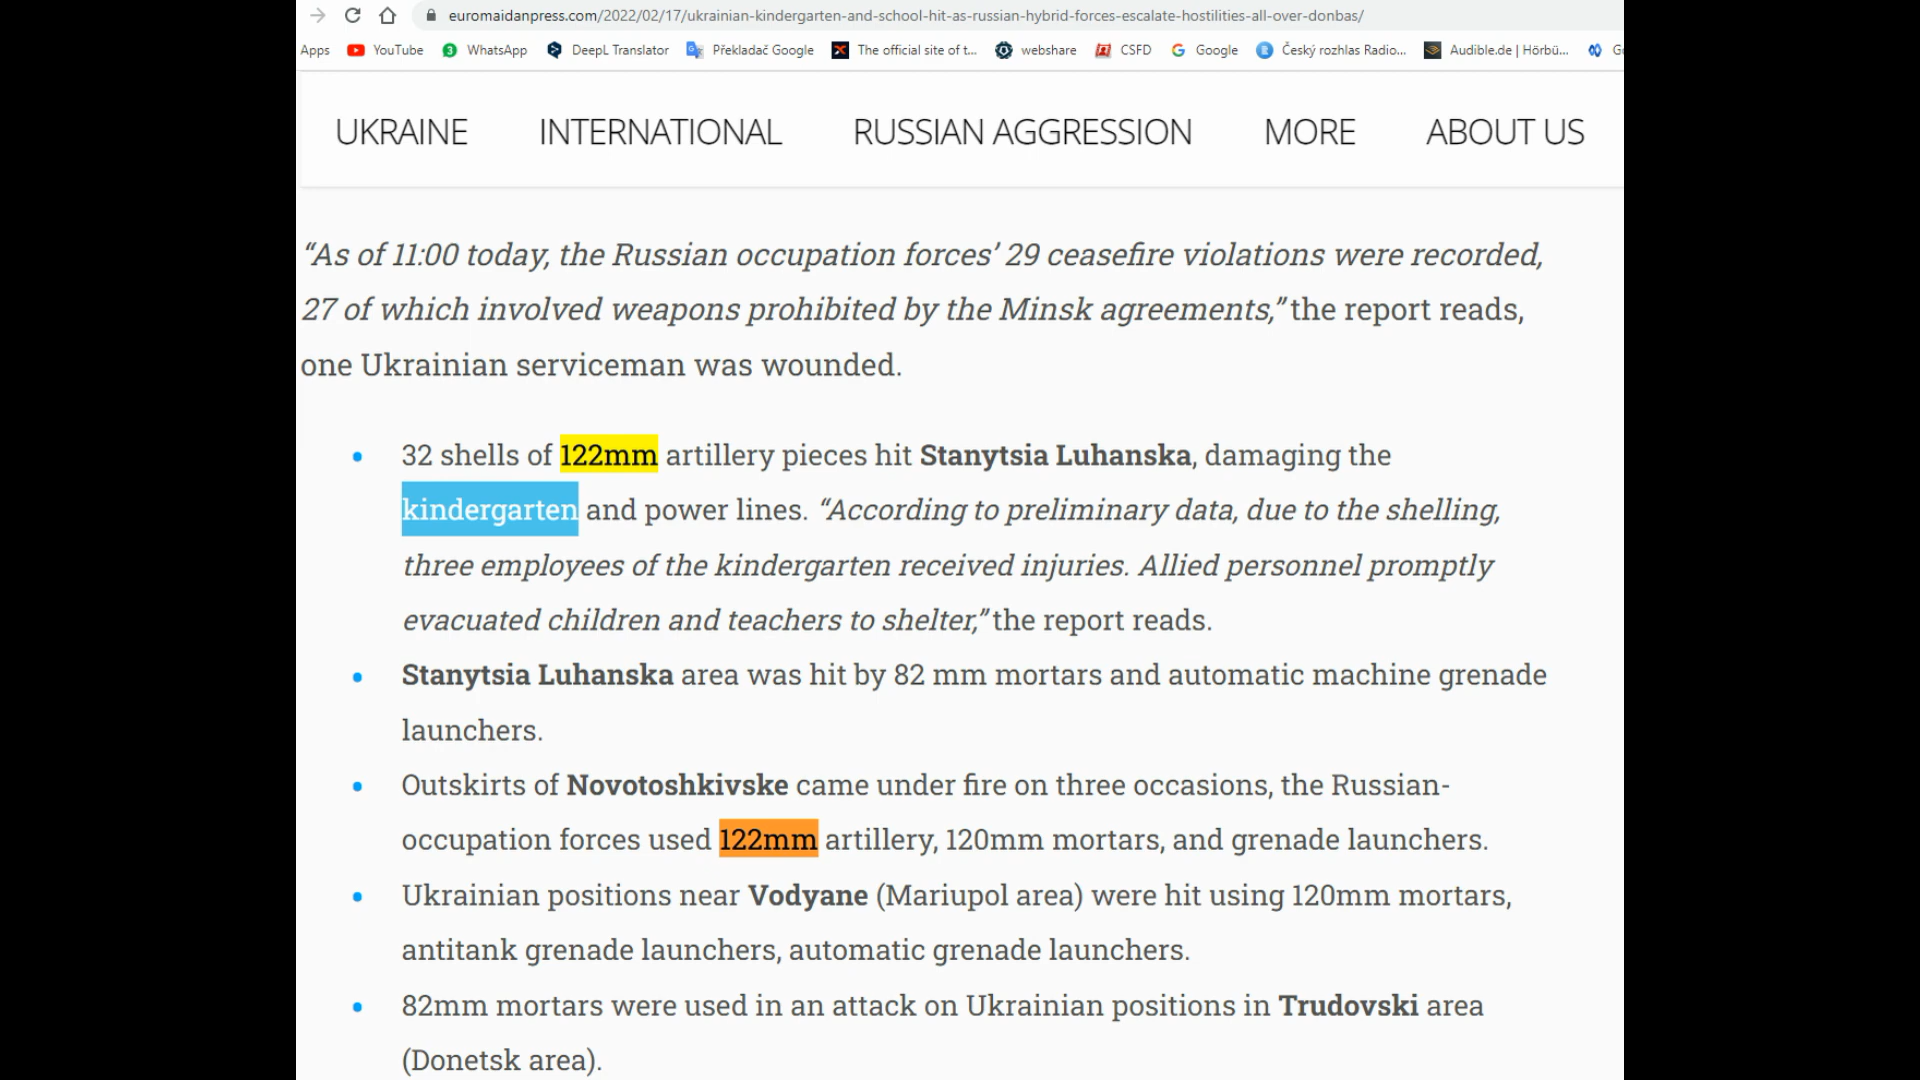 euromaidanpress.com/2022/02/17/ukrainian-kindergarten-and-school-hit-as-russian-hybrid-forces-escalate-hostilities-all-over-donbas/
Apps YouTube WhatsApp DeepL Translator Překladač Google The official site of t... webshare CSFD Google Český rozhlas Radio... Audible.de | Hörbü...
UKRAINE INTERNATIONAL RUSSIAN AGGRESSION MORE ABOUT US
“As of 11:00 today, the Russian occupation forces’ 29 ceasefire violations were recorded,
27 of which involved weapons prohibited by the Minsk agreements,” the report reads,
one Ukrainian serviceman was wounded.
• 32 shells of 122mm artillery pieces hit Stanytsia Luhanska, damaging the
kindergarten and power lines. “According to preliminary data, due to the shelling,
three employees of the kindergarten received injuries. Allied personnel promptly
evacuated children and teachers to shelter,” the report reads.
• Stanytsia Luhanska area was hit by 82 mm mortars and automatic machine grenade
launchers.
• Outskirts of Novotoshkivske came under fire on three occasions, the Russian-
occupation forces used 122mm artillery, 120mm mortars, and grenade launchers.
• Ukrainian positions near Vodyane (Mariupol area) were hit using 120mm mortars,
antitank grenade launchers, automatic grenade launchers.
• 82mm mortars were used in an attack on Ukrainian positions in Trudovski area
(Donetsk area).